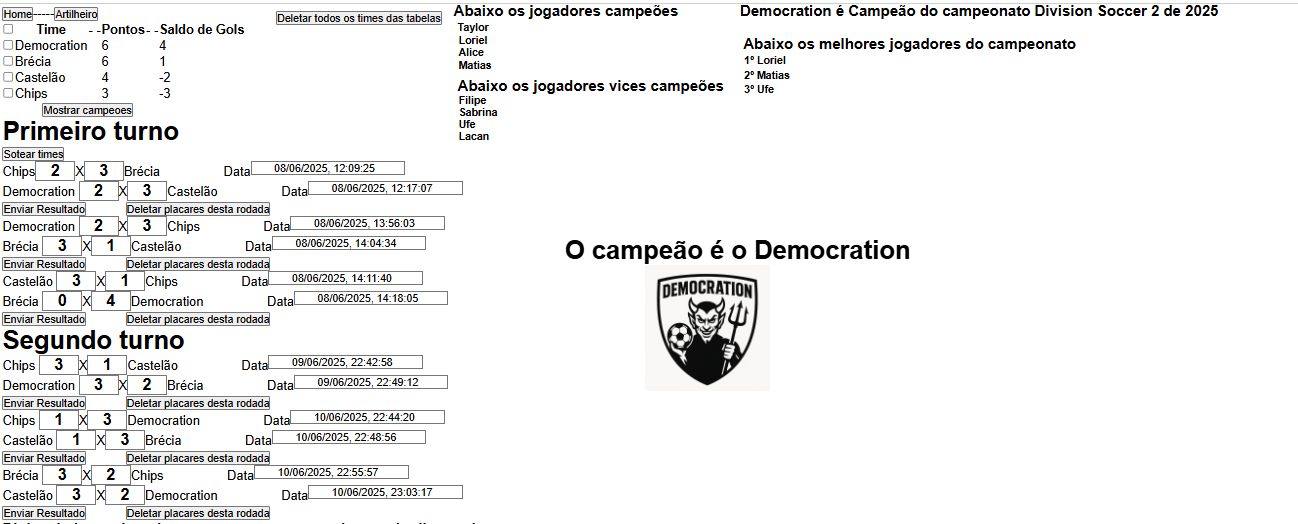 Home-----Artilheiro
Deletar todos os times das tabelas
Time - -Pontos- -Saldo de Gols
Democration 6 4
Brécia 6 1
Castelão 4 -2
Chips 3 -3
Mostrar campeoes
Abaixo os jogadores campeões
Taylor
Loriel
Alice
Matias
Abaixo os jogadores vices campeões
Filipe
Sabrina
Ufe
Lacan
Democration é Campeão do campeonato Division Soccer 2 de 2025
Abaixo os melhores jogadores do campeonato
1º Loriel
2º Matias
3º Ufe
Primeiro turno
Sotear times
Chips 2 X 3 Brécia Data 08/06/2025, 12:09:25
Democration 2 X 3 Castelão Data 08/06/2025, 12:17:07
Enviar Resultado Deletar placares desta rodada
Democration 2 X 3 Chips Data 08/06/2025, 13:56:03
Brécia 3 X 1 Castelão Data 08/06/2025, 14:04:34
Enviar Resultado Deletar placares desta rodada
Castelão 3 X 1 Chips Data 08/06/2025, 14:11:40
Brécia 0 X 4 Democration Data 08/06/2025, 14:18:05
Enviar Resultado Deletar placares desta rodada
Segundo turno
Chips 3 X 1 Castelão Data 09/06/2025, 22:42:58
Democration 3 X 2 Brécia Data 09/06/2025, 22:49:12
Enviar Resultado Deletar placares desta rodada
Chips 1 X 3 Democration Data 10/06/2025, 22:44:20
Castelão 1 X 3 Brécia Data 10/06/2025, 22:48:56
Enviar Resultado Deletar placares desta rodada
Brécia 3 X 2 Chips Data 10/06/2025, 22:55:57
Castelão 3 X 2 Democration Data 10/06/2025, 23:03:17
Enviar Resultado Deletar placares desta rodada
O campeão é o Democration
DEMOCRATION